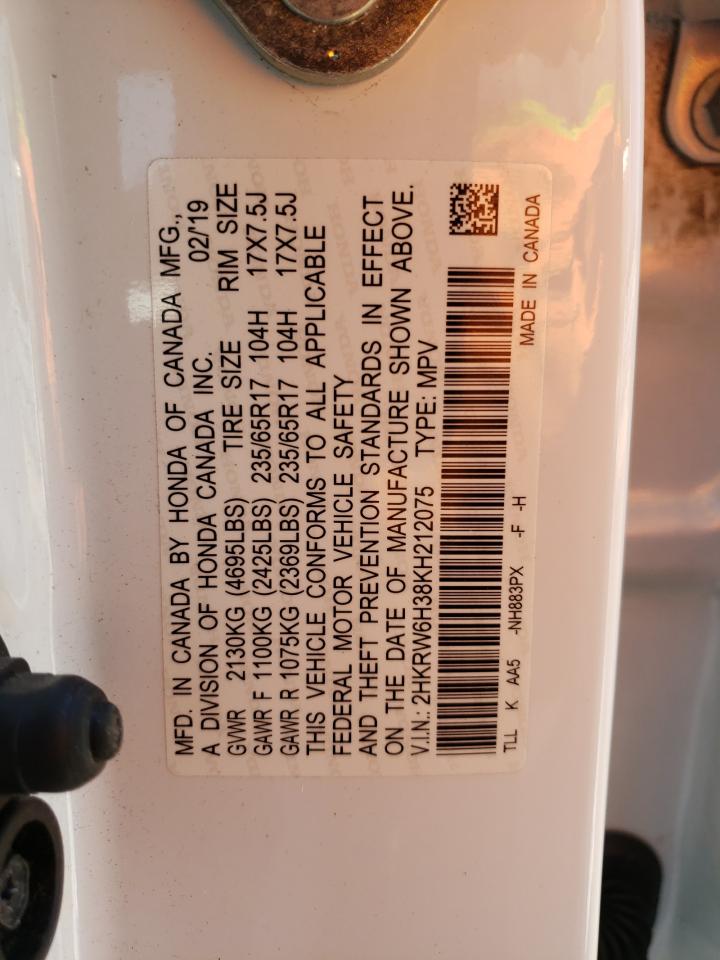 MFD. IN CANADA BY HONDA OF CANADA MFG.,
A DIVISION OF HONDA CANADA INC. 02/'19
GVWR 2130KG (4695LBS) TIRE SIZE RIM SIZE
GAWR F 1100KG (2425LBS) 235/65R17 104H 17X7.5J
GAWR R 1075KG (2369LBS) 235/65R17 104H 17X7.5J
THIS VEHICLE CONFORMS TO ALL APPLICABLE
FEDERAL MOTOR VEHICLE SAFETY
AND THEFT PREVENTION STANDARDS IN EFFECT
ON THE DATE OF MANUFACTURE SHOWN ABOVE.
V.I.N.: 2HKRW6H38KH212075 TYPE: MPV
TLL K AA5 -NH883PX -F -H MADE IN CANADA